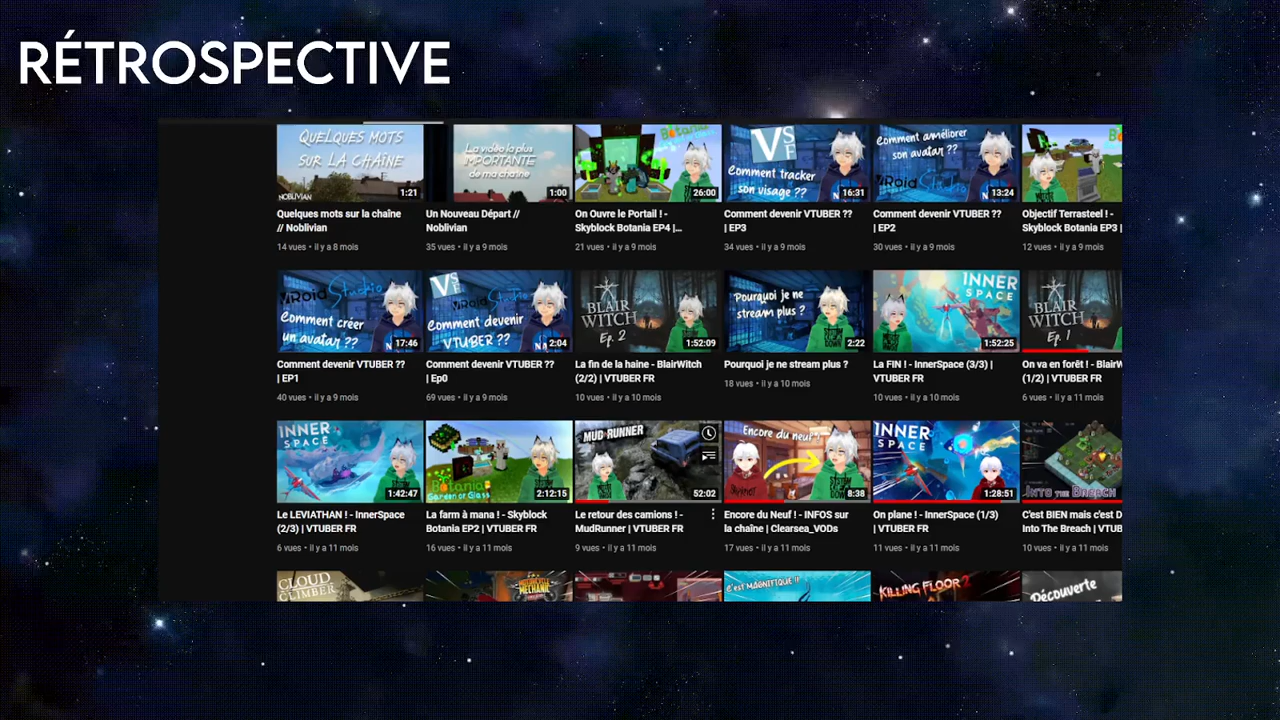 RÉTROSPECTIVE
QUELQUES MOTS
SUR LA CHAÎNE
NOBLIVIAN
1:21
La vidéo la plus
IMPORTANTE
de ma chaîne
1:00
Botania
26:00
VSF
Comment tracker
son visage ??
16:31
Comment améliorer
son avatar ??
VRoid Studio
13:24
Quelques mots sur la chaîne
// Noblivian
14 vues • il y a 8 mois
Un Nouveau Départ //
Noblivian
35 vues • il y a 9 mois
On Ouvre le Portail ! -
Skyblock Botania EP4 |...
21 vues • il y a 9 mois
Comment devenir VTUBER ??
| EP3
34 vues • il y a 9 mois
Comment devenir VTUBER ??
| EP2
30 vues • il y a 9 mois
Objectif Terrasteel ! -
Skyblock Botania EP3 |
12 vues • il y a 9 mois
VRoid Studio
Comment créer
un avatar ??
17:46
VSF
VRoid Studio
Comment devenir
VTUBER ??
2:04
BLAIR
WITCH
Ep. 2
1:52:09
Pourquoi je ne
stream plus ?
2:22
INNER
SPACE
1:52:25
BLAIR
WITCH
Ep. 1
Comment devenir VTUBER ??
| EP1
40 vues • il y a 9 mois
Comment devenir VTUBER ??
| Ep0
69 vues • il y a 9 mois
La fin de la haine - BlairWitch
(2/2) | VTUBER FR
10 vues • il y a 10 mois
Pourquoi je ne stream plus ?
18 vues • il y a 10 mois
La FIN ! - InnerSpace (3/3) |
VTUBER FR
10 vues • il y a 10 mois
On va en forêt ! - BlairW
(1/2) | VTUBER FR
6 vues • il y a 11 mois
INNER
SPACE
1:42:47
Botania
Garden of Glass
2:12:15
MUD RUNNER
52:02
Encore du neuf !
8:38
INNER
SPACE
1:28:51
INTO THE BREACH
Le LEVIATHAN ! - InnerSpace
(2/3) | VTUBER FR
6 vues • il y a 11 mois
La farm à mana ! - Skyblock
Botania EP2 | VTUBER FR
16 vues • il y a 11 mois
Le retour des camions ! -
MudRunner | VTUBER FR
9 vues • il y a 11 mois
Encore du Neuf ! - INFOS sur
la chaîne | Clearsea_VODs
17 vues • il y a 11 mois
On plane ! - InnerSpace (1/3)
| VTUBER FR
11 vues • il y a 11 mois
C'est BIEN mais c'est D
Into The Breach | VTUB
10 vues • il y a 11 mois
CLOUD
CLIMBER
MOTORCYCLE
MECHANIC
C'est MAGNIFIQUE !!
KILLING FLOOR 2
Découverte